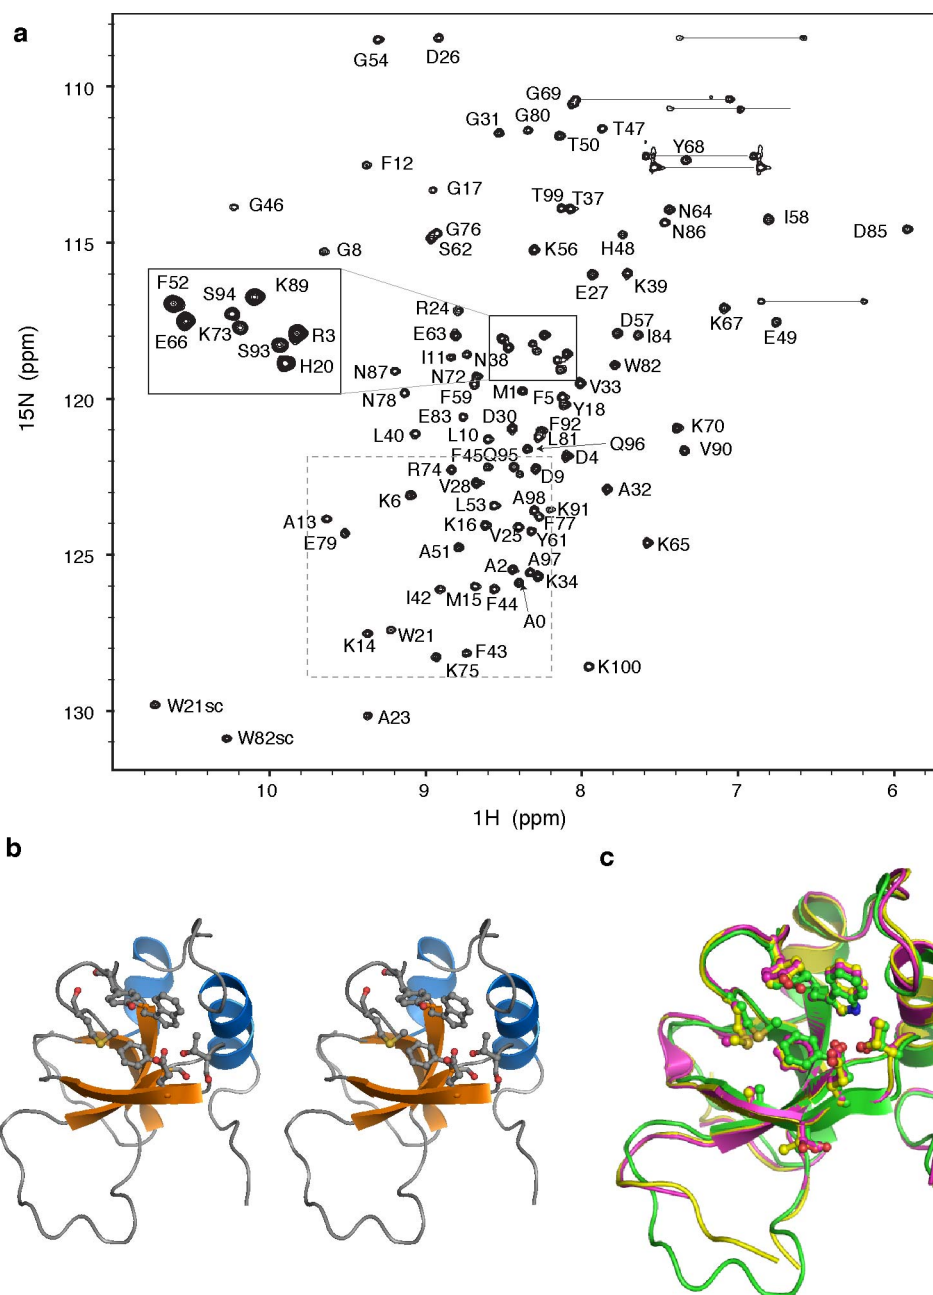 a
G54 D26
110
G69
G80
G31
T47
T50
Y68
F12
G17
T99 T37
G46
N64
I58
G76
N86
D85
115
S62
K56
H48
G8
F52
K89
S94
E27
K39
R24
E66
K73
R3
D57
K67
E63
I84
E49
S93
I11
N38
H20
W82
N87
N72
V33
F59
M1
F5
N78
Y18
15N (ppm)
120
E83
D30
F92
K70
L40
L10
L81
Q96
V90
F45
Q95
D4
R74
D9
V28
A32
K6
L53
A98
K91
A13
K16
F77
E79
V25
Y61
K65
125
A51
A2
A97
K34
I42
M15
F44
A0
K14
W21
F43
K75
K100
W21sc
130
A23
W82sc
10 9 8 7 6
1H (ppm)
b
c